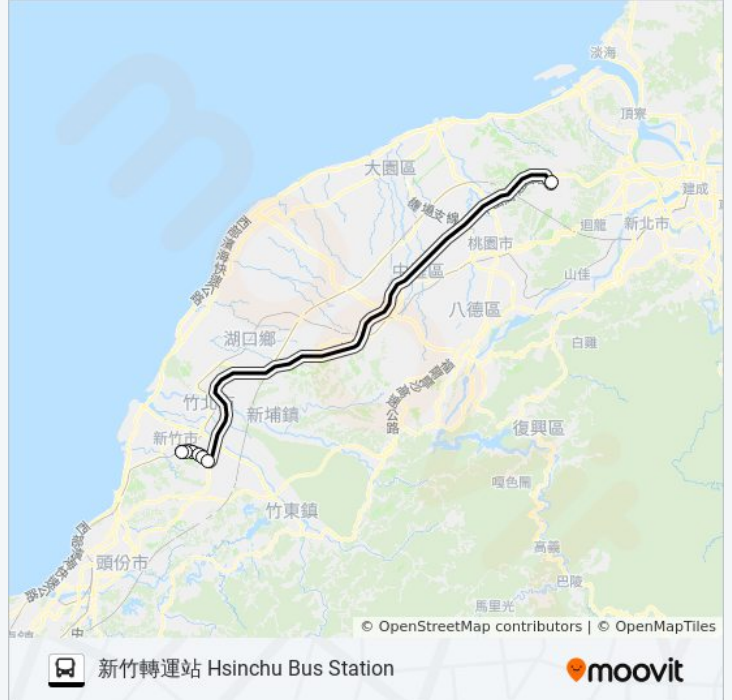 淡海
頂寮
大園區
建成
機場支線
迴龍
新北市
桃園市
西部濱海快速公路
中壢區
山佳
八德區
湖口鄉
白雞
福爾摩沙高速公路
竹北市
新埔鎮
復興區
新竹市
嘎色鬧
竹東鎮
西部濱海快速公路
高義
頭份市
巴陵
馬里光
© OpenStreetMap contributors | © OpenMapTiles
新竹轉運站 Hsinchu Bus Station
moovit